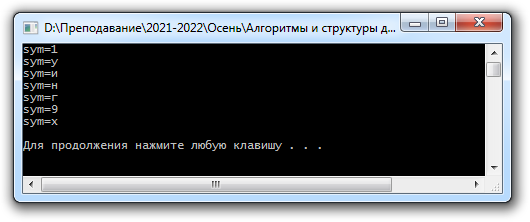 D:\Преподавание\2021-2022\Осень\Алгоритмы и структуры д...
sym=1
sym=у
sym=и
sym=н
sym=г
sym=9
sym=х
Для продолжения нажмите любую клавишу . . .